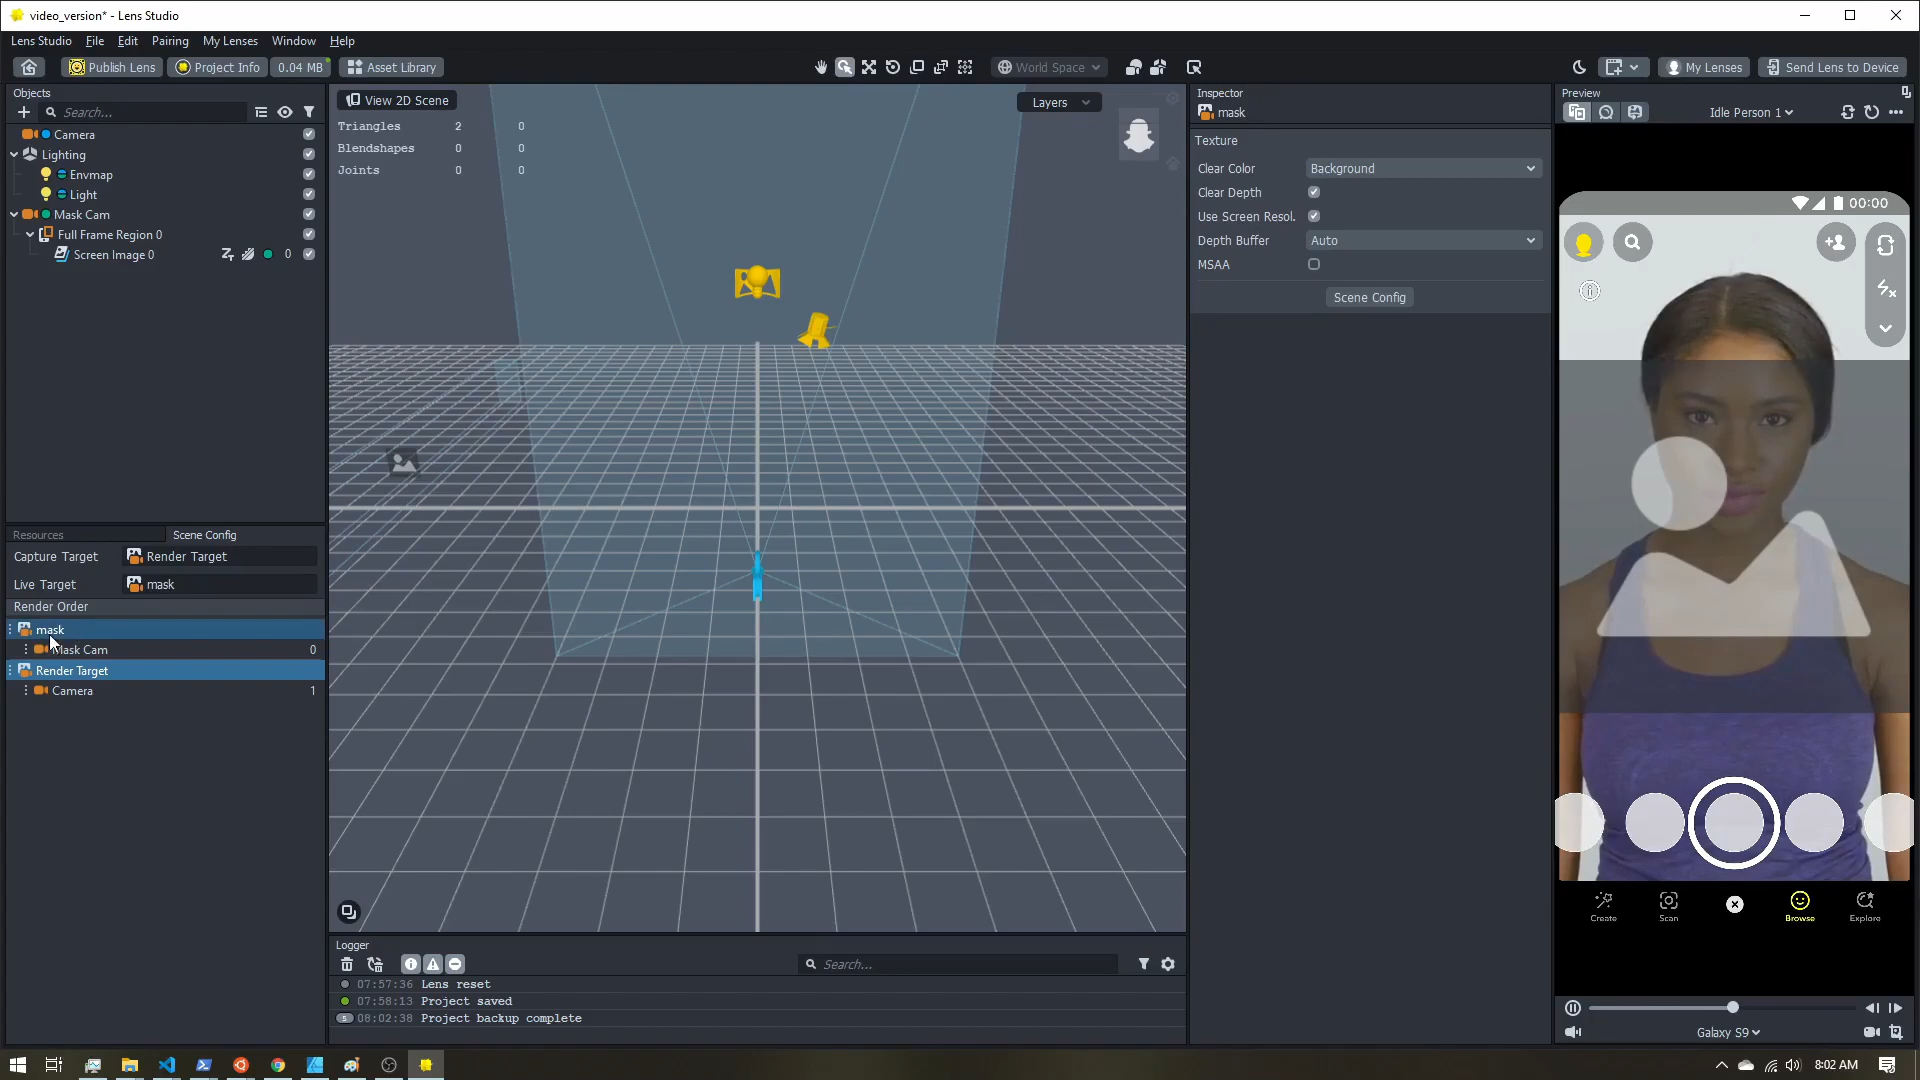 video_version* - Lens Studio
Lens Studio File Edit Pairing My Lenses Window Help
Publish Lens Project Info 0.04 MB Asset Library World Space My Lenses Send Lens to Device
Objects
Search...
Camera
Lighting
Envmap
Light
Mask Cam
Full Frame Region 0
Screen Image 0 0
Resources Scene Config
Capture Target Render Target
Live Target mask
Render Order
mask
Mask Cam 0
Render Target
Camera 1
View 2D Scene
Layers
Triangles 2 0
Blendshapes 0 0
Joints 0 0
Logger
Search...
07:57:36 Lens reset
07:58:13 Project saved
s 08:02:38 Project backup complete
Inspector
mask
Texture
Clear Color Background
Clear Depth
Use Screen Resol.
Depth Buffer Auto
MSAA
Scene Config
Preview
Idle Person 1
00:00
Create Scan Browse Explore
Galaxy S9
8:02 AM